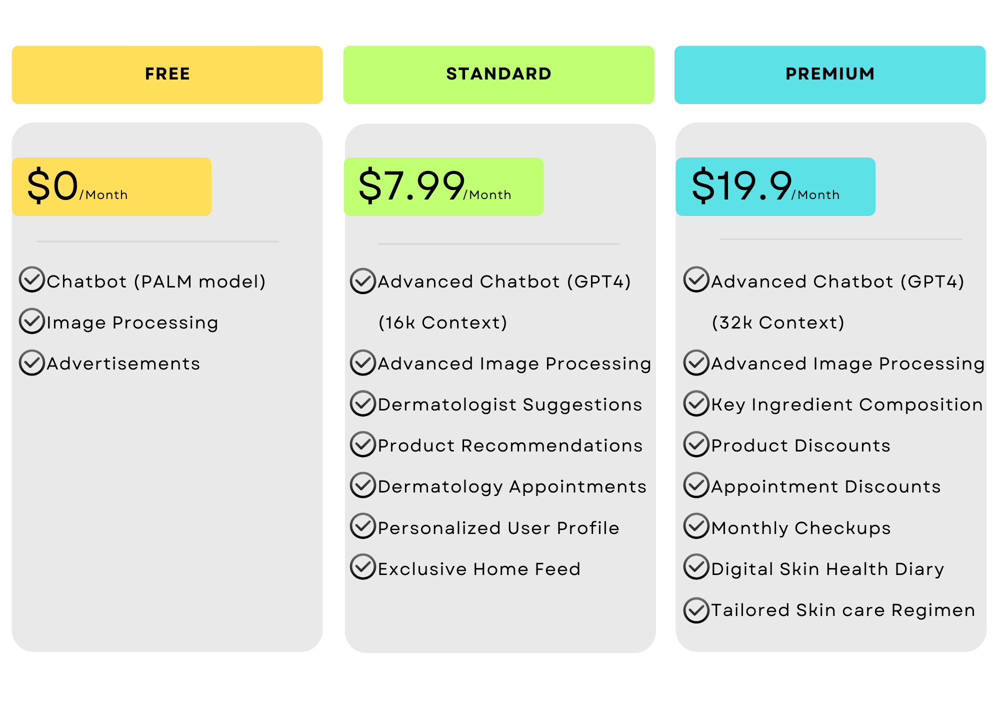 FREE
$0/Month
Chatbot (PALM model)
Image Processing
Advertisements
STANDARD
$7.99/Month
Advanced Chatbot (GPT4)
(16k Context)
Advanced Image Processing
Dermatologist Suggestions
Product Recommendations
Dermatology Appointments
Personalized User Profile
Exclusive Home Feed
PREMIUM
$19.9/Month
Advanced Chatbot (GPT4)
(32k Context)
Advanced Image Processing
Key Ingredient Composition
Product Discounts
Appointment Discounts
Monthly Checkups
Digital Skin Health Diary
Tailored Skin care Regimen